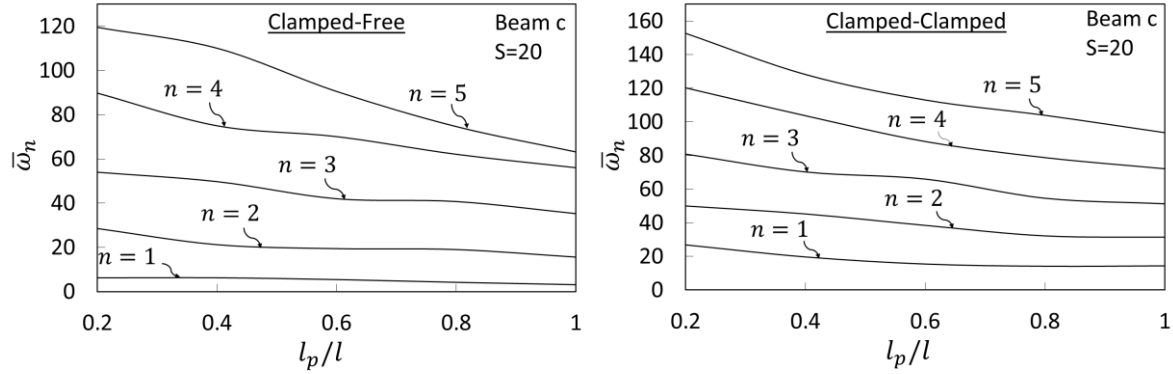 Clamped-Free
Beam c
S=20
120
100
80
60
40
20
0
ω̅ₙ
n = 5
n = 4
n = 3
n = 2
n = 1
0.2 0.4 0.6 0.8 1
lₚ/l
Clamped-Clamped
Beam c
S=20
160
140
120
100
80
60
40
20
0
ω̅ₙ
n = 5
n = 4
n = 3
n = 2
n = 1
0.2 0.4 0.6 0.8 1
lₚ/l